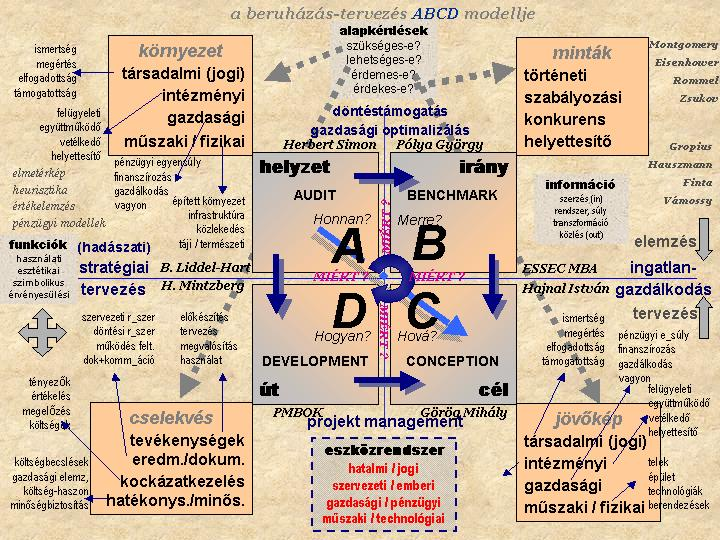 a beruházás-tervezés ABCD modellje
alapkérdések
szükséges-e?
lehetséges-e?
érdemes-e?
érdekes-e?
ismertség
megértés
elfogadottság
támogatottság
környezet
társadalmi (jogi)
intézményi
gazdasági
műszaki / fizikai
minták
történeti
szabályozási
konkurens
helyettesítő
Montgomery
Eisenhower
Rommel
Zsukov
felügyeleti
együttműködő
vetélkedő
helyettesítő
döntéstámogatás
gazdasági optimalizálás
Herbert Simon
Pólya György
Gropius
Hauszmann
Finta
Vámossy
elmetérkép
heurisztika
értékelemzés
pénzügyi modellek
pénzügyi egyensúly
finanszírozás
gazdálkodás
vagyon
épített környezet
infrastruktúra
közlekedés
táji / természeti
helyzet
AUDIT
Honnan?
A
irány
BENCHMARK
Merre?
B
MIÉRT ?
MIÉRT ?
MIÉRT ?
MIÉRT ?
információ
szerzés (in)
rendszer, súly
transzformáció
közlés (out)
funkciók
használati
esztétikai
szimbolikus
érvényesülési
(hadászati)
stratégiai
tervezés
B. Liddel-Hart
H. Mintzberg
ESSEC MBA
Hajnal István
elemzés
ingatlan-
gazdálkodás
tervezés
D
Hogyan?
DEVELOPMENT
út
C
Hová?
CONCEPTION
cél
szervezeti r_szer
döntési r_szer
működés felt.
dok+komm_áció
előkészítés
tervezés
megvalósítás
használat
ismertség
megértés
elfogadottság
támogatottság
pénzügyi e_súly
finanszírozás
gazdálkodás
vagyon
tényezők
értékelés
megelőzés
költségek
felügyeleti
együttműködő
vetélkedő
helyettesítő
PMBOK
projekt management
Görög Mihály
cselekvés
tevékenységek
eredm./dokum.
kockázatkezelés
hatékonys./minős.
eszközrendszer
hatalmi / jogi
szervezeti / emberi
gazdasági / pénzügyi
műszaki / technológiai
jövőkép
társadalmi (jogi)
intézményi
gazdasági
műszaki / fizikai
költségbecslések
gazdasági elemz,
költség-haszon
minőségbiztosítás
telek
épület
technológiák
berendezések